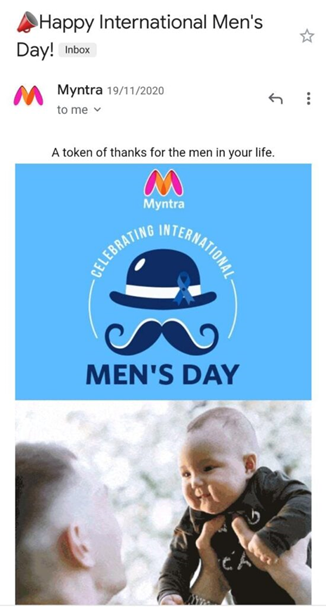 Happy International Men's
Day! Inbox
Myntra 19/11/2020
to me
A token of thanks for the men in your life.
Myntra
CELEBRATING INTERNATIONAL
MEN'S DAY